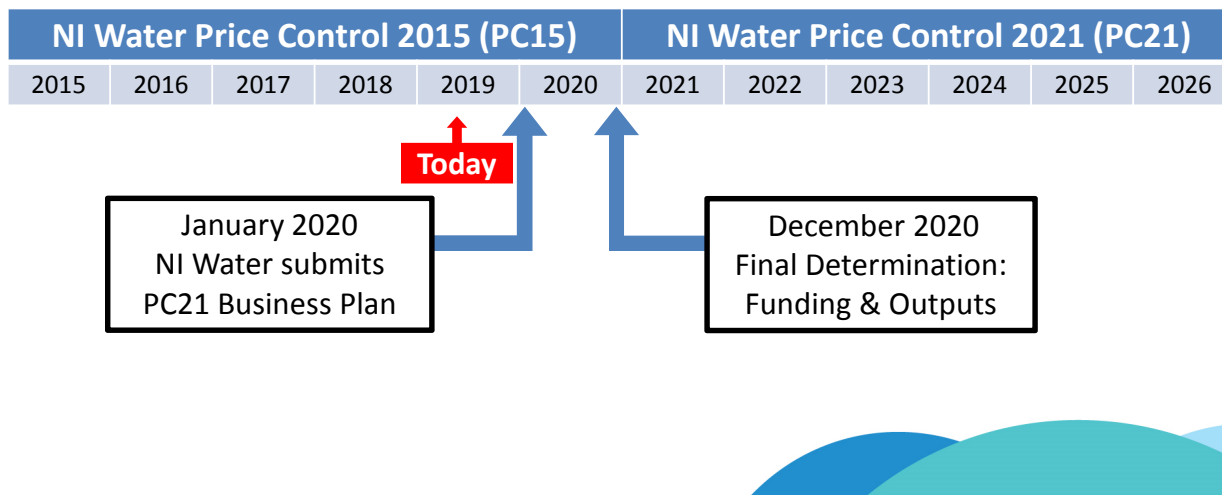 NI Water Price Control 2015 (PC15) NI Water Price Control 2021 (PC21)
2015 2016 2017 2018 2019 2020 2021 2022 2023 2024 2025 2026
Today
January 2020
NI Water submits
PC21 Business Plan
December 2020
Final Determination:
Funding & Outputs